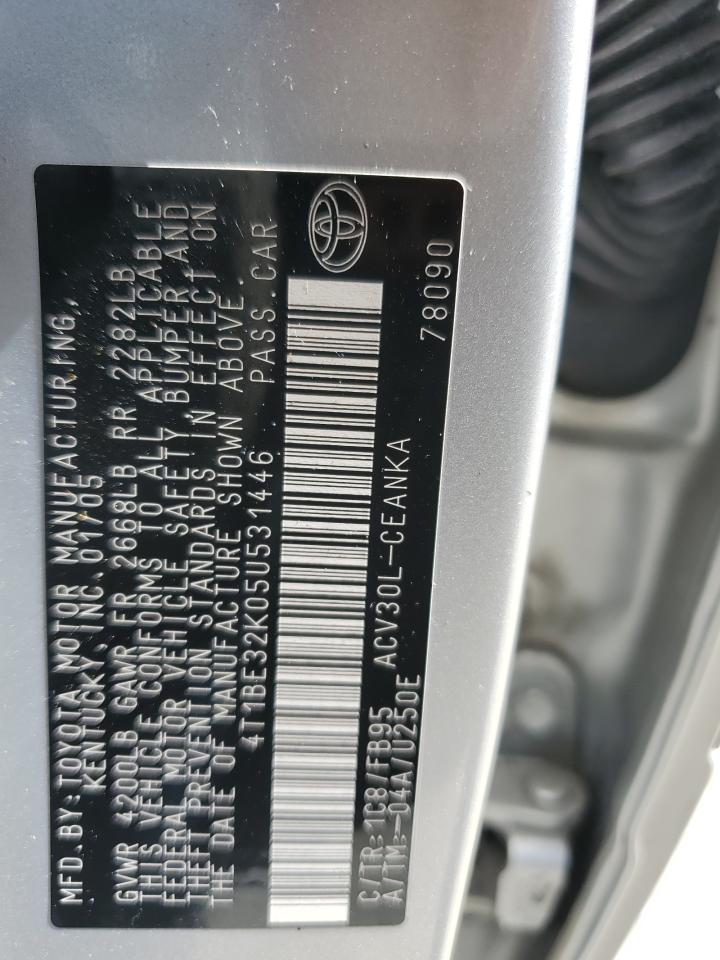 MFD. BY: TOYOTA MOTOR MANUFACTURING,
KENTUCKY, INC. 01/05
GVWR 4200LB GAWR FR 2668LB RR 2282LB
THIS VEHICLE CONFORMS TO ALL APPLICABLE
FEDERAL MOTOR VEHICLE SAFETY, BUMPER AND
THEFT PREVENTION STANDARDS IN EFFECT ON
THE DATE OF MANUFACTURE SHOWN ABOVE.
4T1BE32K05U531446 PASS. CAR
C/TR: 1C8/FB95 ACV30L-CEANKA
A/TM: -04A/U250E 78090